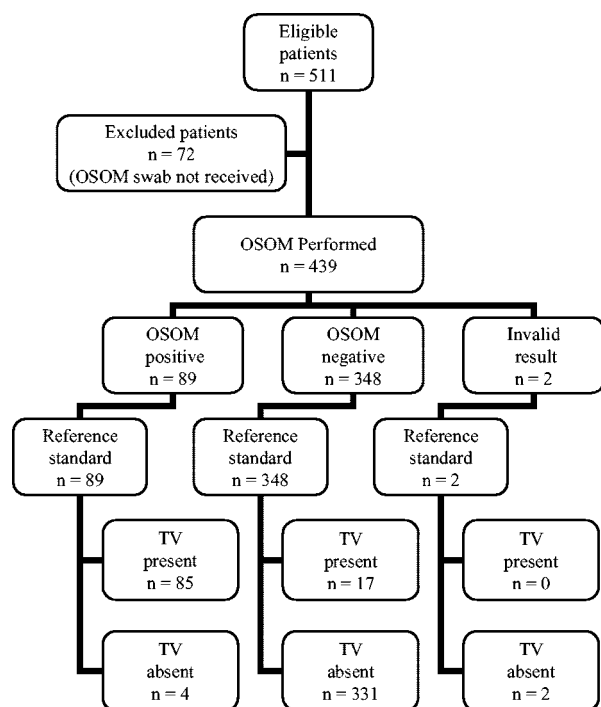 Eligible
patients
n = 511
Excluded patients
n = 72
(OSOM swab not received)
OSOM Performed
n = 439
OSOM
positive
n = 89
OSOM
negative
n = 348
Invalid
result
n = 2
Reference
standard
n = 89
Reference
standard
n = 348
Reference
standard
n = 2
TV
present
n = 85
TV
present
n = 17
TV
present
n = 0
TV
absent
n = 4
TV
absent
n = 331
TV
absent
n = 2